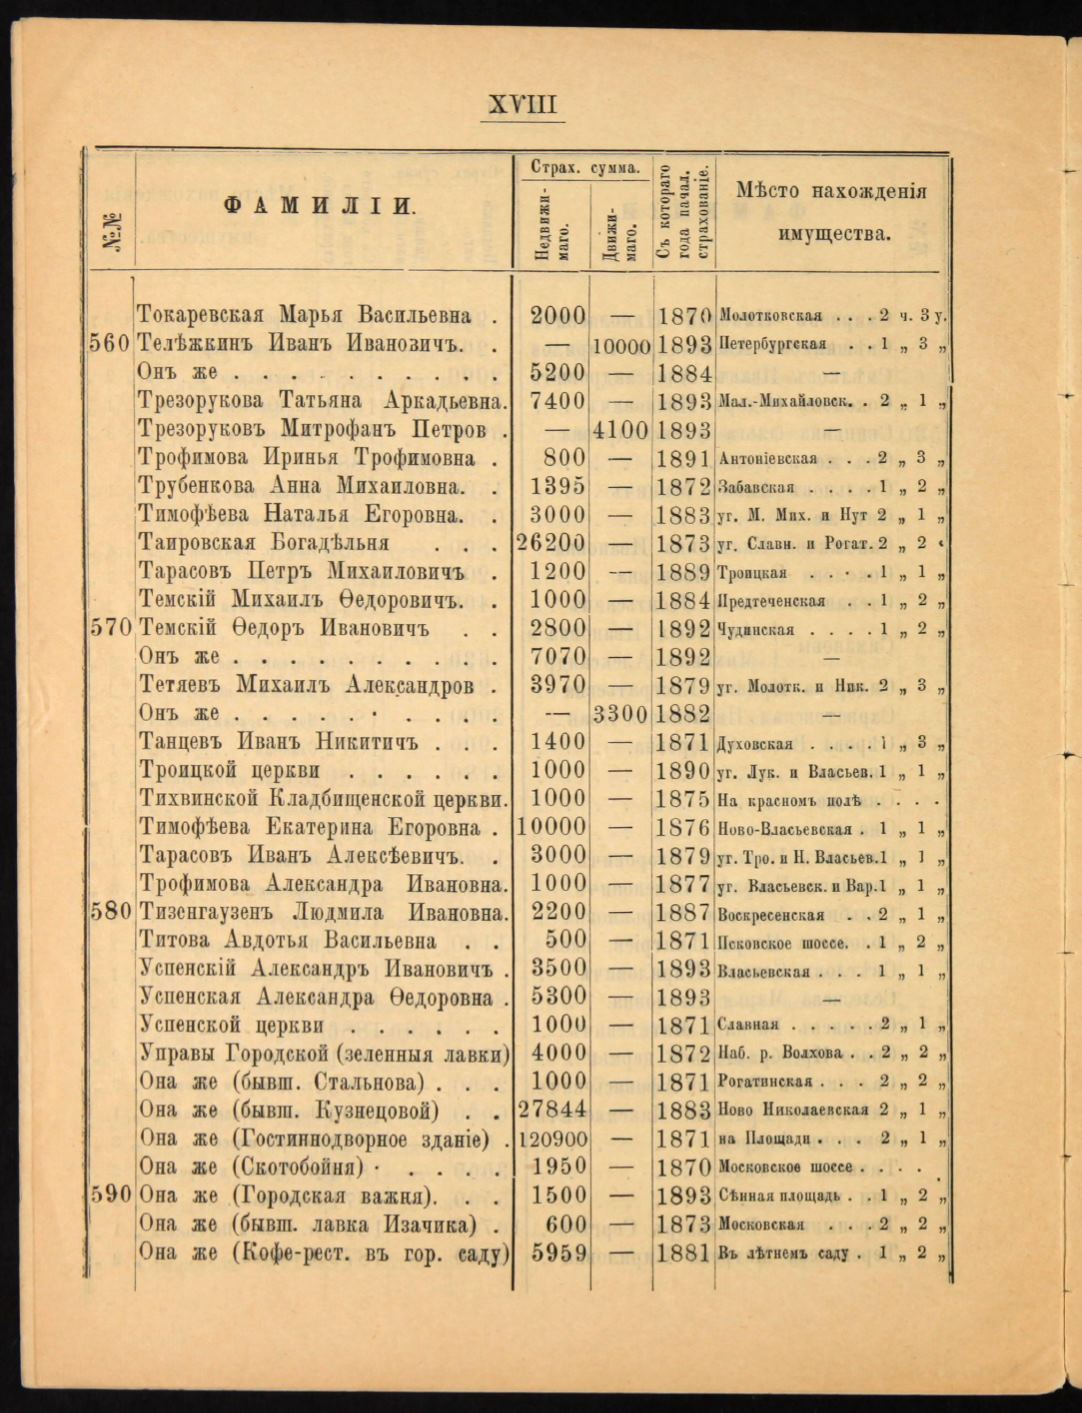 XVIII
№№
ФАМИЛІИ.
Страх. сумма.
Недвижи-
маго.
Движи-
маго.
Съ котораго
года начал.
страхованіе.
Мѣсто нахожденія
имущества.
Токаревская Марья Васильевна . 2000 — 1870 Молотковская . . . 2 ч. 3 у.
560 Телѣжкинъ Иванъ Иванозичъ. . — 10000 1893 Петербургская . . 1 „ 3 „
Онъ же . . . . . . . . . . 5200 — 1884 —
Трезорукова Татьяна Аркадьевна. 7400 — 1893 Мал.-Михайловск. . 2 „ 1 „
Трезоруковъ Митрофанъ Петров . — 4100 1893 —
Трофимова Иринья Трофимовна . 800 — 1891 Антоніевская . . . 2 „ 3 „
Трубенкова Анна Михаиловна. . 1395 — 1872 Забавская . . . . 1 „ 2 „
Тимофѣева Наталья Егоровна. . 3000 — 1883 уг. М. Мих. и Нут 2 „ 1 „
Таировская Богадѣльня . . . 26200 — 1873 уг. Славн. и Рогат. 2 „ 2 ‘
Тарасовъ Петръ Михаиловичъ . 1200 — 1889 Троицкая . . . . 1 „ 1 „
Темскій Михаилъ Ѳедоровичъ. . 1000 — 1884 Предтеченская . . 1 „ 2 „
570 Темскій Ѳедоръ Ивановичъ . . 2800 — 1892 Чудинская . . . . 1 „ 2 „
Онъ же . . . . . . . . . . 7070 — 1892 —
Тетяевъ Михаилъ Александров . 3970 — 1879 уг. Молотк. и Ник. 2 „ 3 „
Онъ же . . . . . . . . . . — 3300 1882 —
Танцевъ Иванъ Никитичъ . . . 1400 — 1871 Духовская . . . . 1 „ 3 „
Троицкой церкви . . . . . . 1000 — 1890 уг. Лук. и Власьев. 1 „ 1 „
Тихвинской Кладбищенской церкви. 1000 — 1875 На красномъ полѣ . . . .
Тимофѣева Екатерина Егоровна . 10000 — 1876 Ново-Власьевская . 1 „ 1 „
Тарасовъ Иванъ Алексѣевичъ. . 3000 — 1879 уг. Тро. и Н. Власьев. 1 „ 1 „
Трофимова Александра Ивановна. 1000 — 1877 уг. Власьевск. и Вар. 1 „ 1 „
580 Тизенгаузенъ Людмила Ивановна. 2200 — 1887 Воскресенская . . 2 „ 1 „
Титова Авдотья Васильевна . . 500 — 1871 Псковское шоссе. . 1 „ 2 „
Успенскій Александръ Ивановичъ . 3500 — 1893 Власьевская . . . 1 „ 1 „
Успенская Александра Ѳедоровна . 5300 — 1893 —
Успенской церкви . . . . . . 1000 — 1871 Славная . . . . . 2 „ 1 „
Управы Городской (зеленныя лавки) 4000 — 1872 Наб. р. Волхова . . 2 „ 2 „
Она же (бывш. Стальнова) . . . 1000 — 1871 Рогатинская . . . 2 „ 2 „
Она же (бывш. Кузнецовой) . . 27844 — 1883 Ново Николаевская 2 „ 1 „
Она же (Гостиннодворное зданіе) . 120900 — 1871 на Площади . . . 2 „ 1 „
Она же (Скотобойня) . . . . . 1950 — 1870 Московское шоссе . . . .
590 Она же (Городская важня). . . 1500 — 1893 Сѣнная площадь . . 1 „ 2 „
Она же (бывш. лавка Изачика) . 600 — 1873 Московская . . . 2 „ 2 „
Она же (Кофе-рест. въ гор. саду) 5959 — 1881 Въ лѣтнемъ саду . 1 „ 2 „